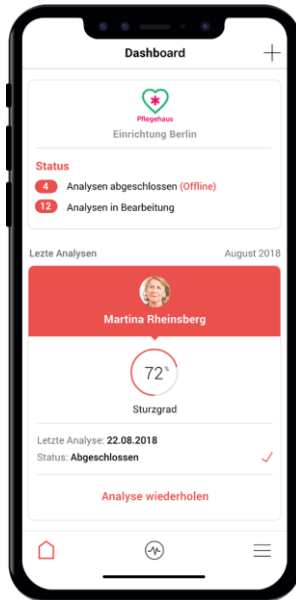 Dashboard
Pflegehaus
Einrichtung Berlin
Status
4 Analysen abgeschlossen (Offline)
12 Analysen in Bearbeitung
Lezte Analysen August 2018
Martina Rheinsberg
72%
Sturzgrad
Letzte Analyse: 22.08.2018
Status: Abgeschlossen
Analyse wiederholen